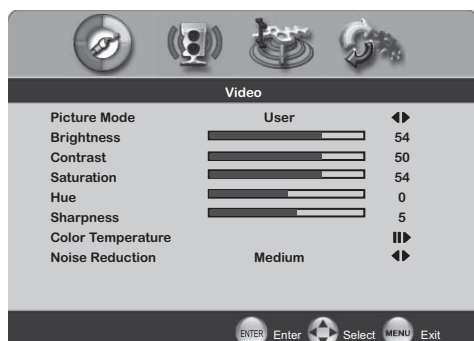 Video
Picture Mode User
Brightness 54
Contrast 50
Saturation 54
Hue 0
Sharpness 5
Color Temperature
Noise Reduction Medium
ENTER Enter Select MENU Exit